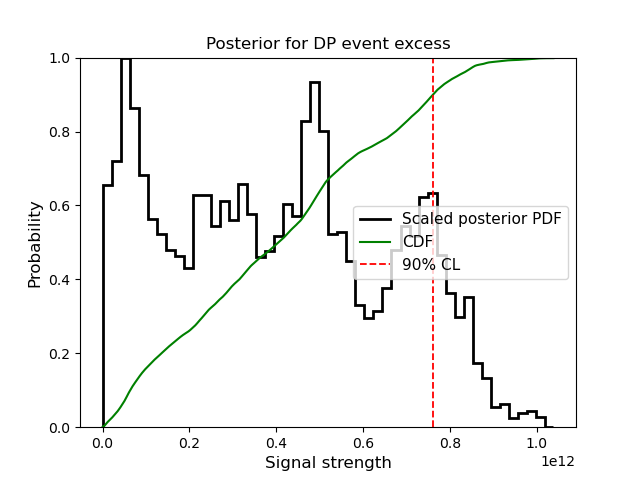 Posterior for DP event excess
Probability
1.0
0.8
0.6
0.4
0.2
0.0
Scaled posterior PDF
CDF
90% CL
0.0 0.2 0.4 0.6 0.8 1.0
1e12
Signal strength